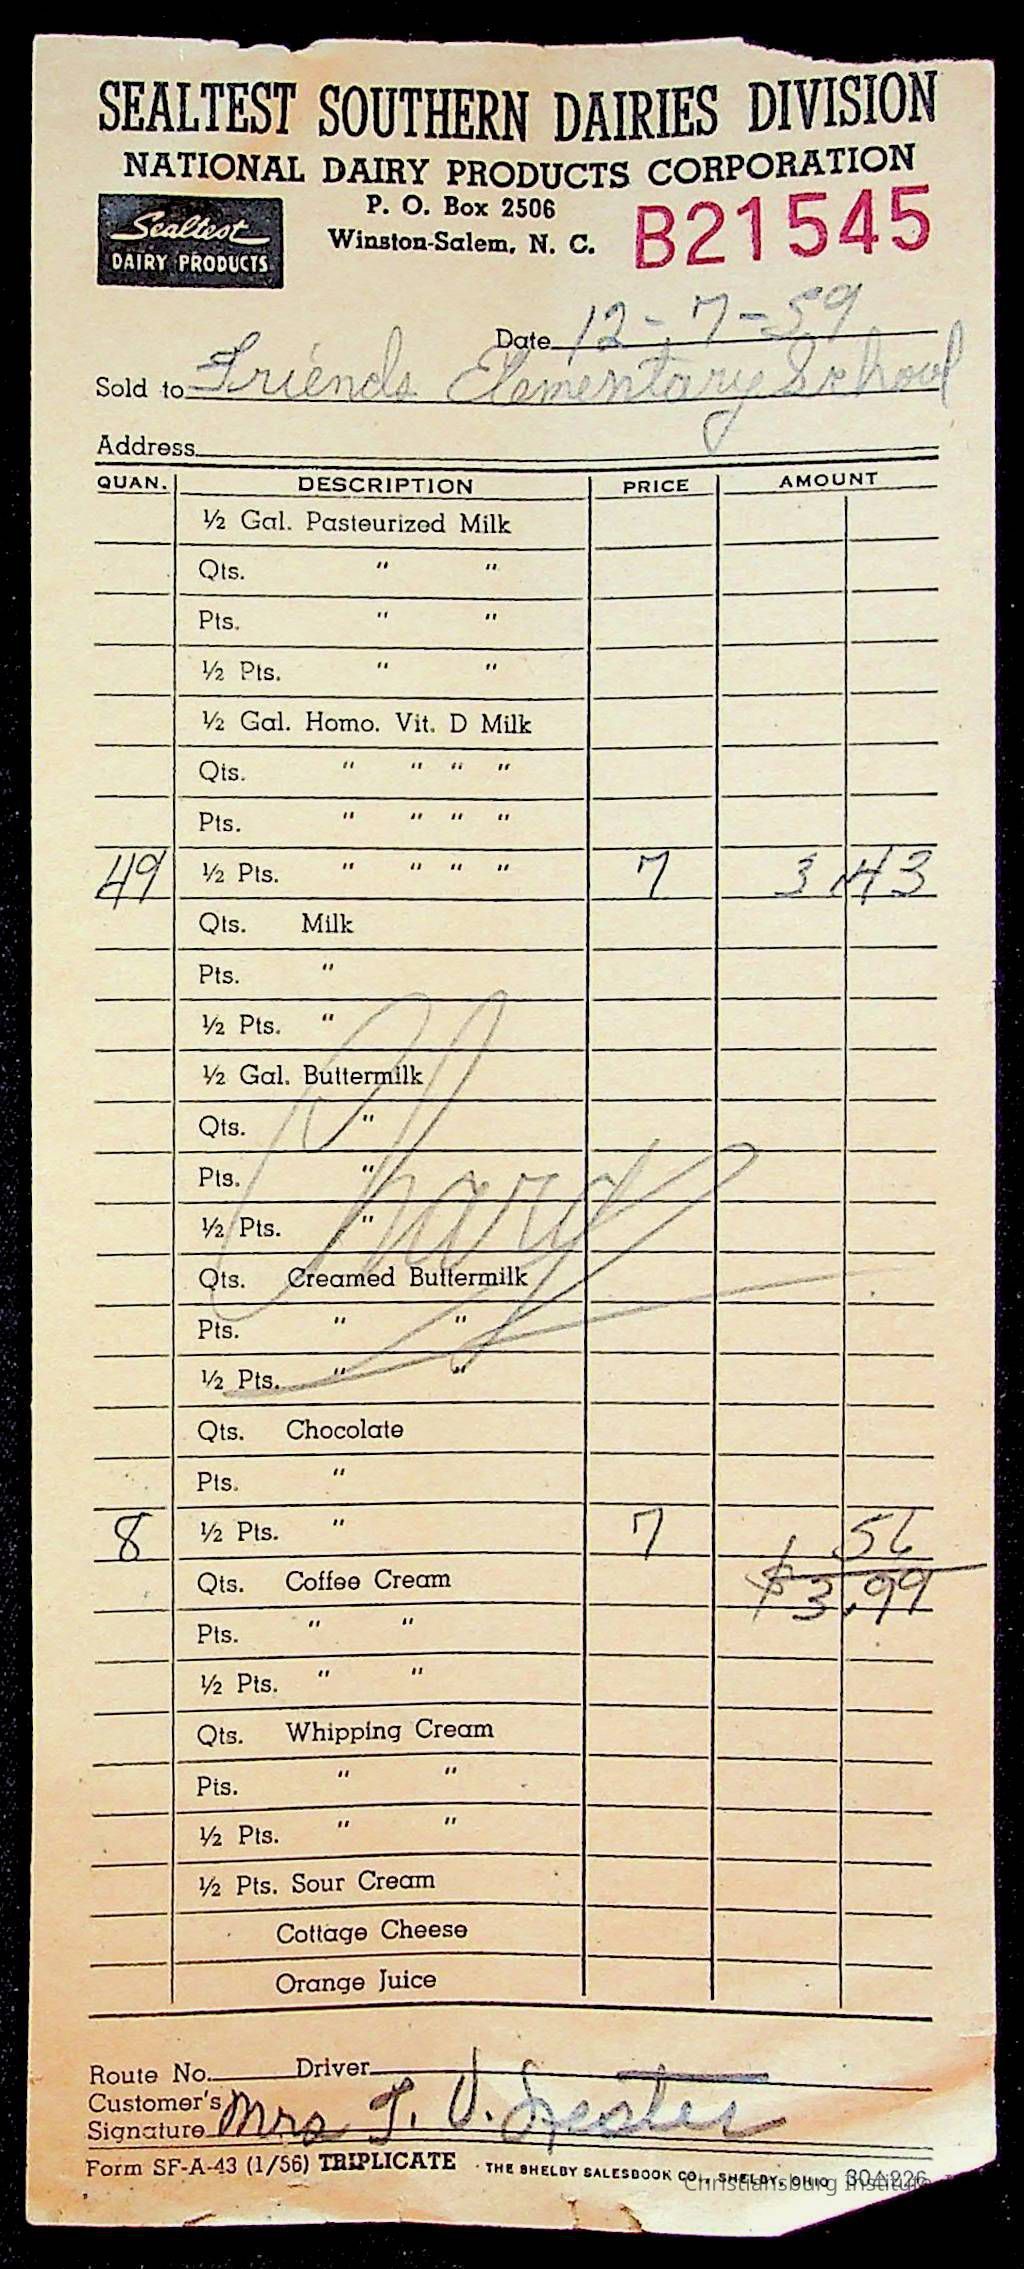 SEALTEST SOUTHERN DAIRIES DIVISION
NATIONAL DAIRY PRODUCTS CORPORATION
P. O. Box 2506
Winston-Salem, N. C.
Sealtest
DAIRY PRODUCTS
B21545
Date 12-7-59
Sold to Friends Elementary School
Address
QUAN. DESCRIPTION PRICE AMOUNT
½ Gal. Pasteurized Milk
Qts. " "
Pts. " "
½ Pts. " "
½ Gal. Homo. Vit. D Milk
Qts. " " " "
Pts. " " " "
49 ½ Pts. " " " " 7 3.43
Qts. Milk
Pts. "
½ Pts. "
½ Gal. Buttermilk
Qts. "
Pts. "
Charge
½ Pts. "
Qts. Creamed Buttermilk
Pts. " "
½ Pts. " "
Qts. Chocolate
Pts. "
8 ½ Pts. " 7 56
Qts. Coffee Cream $3.99
Pts. " "
½ Pts. " "
Qts. Whipping Cream
Pts. " "
½ Pts. " "
½ Pts. Sour Cream
Cottage Cheese
Orange Juice
Route No. Driver
Customer's
Signature Mrs
Form SF-A-43 (1/56) TRIPLICATE THE SHELBY SALESBOOK CO., SHELBY, OHIO 30A226
Christiansburg Institute